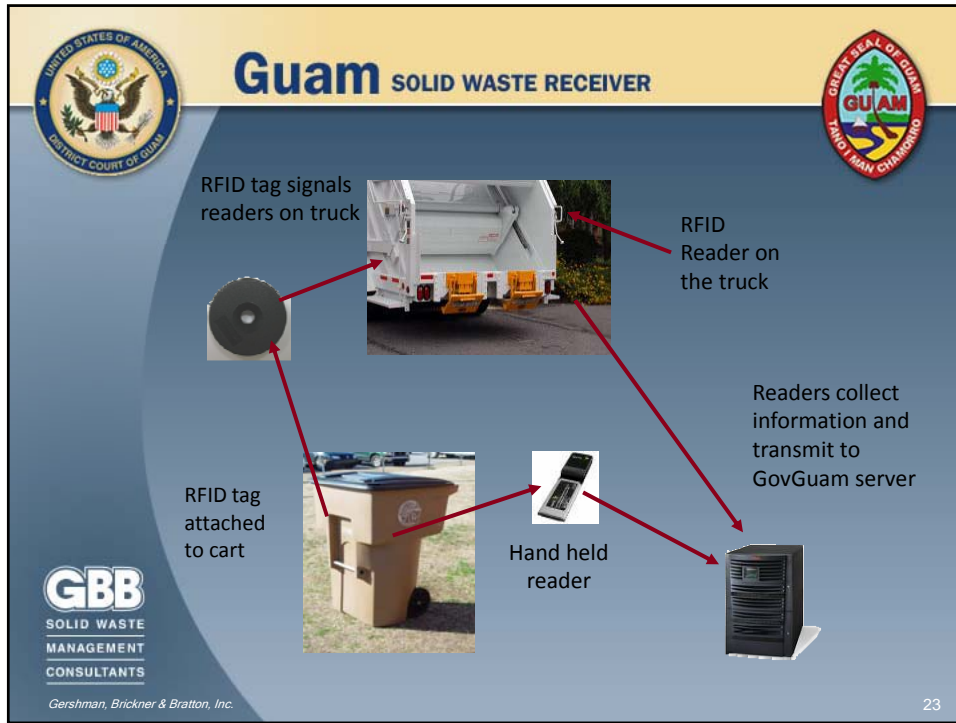 UNITED STATES OF AMERICA
DISTRICT COURT OF GUAM
Guam SOLID WASTE RECEIVER
GREAT SEAL OF GUAM
GUAM
TANO I MAN CHAMORRO
RFID tag signals
readers on truck
RFID
Reader on
the truck
Readers collect
information and
transmit to
GovGuam server
RFID tag
attached
to cart
Hand held
reader
GBB
SOLID WASTE
MANAGEMENT
CONSULTANTS
Gershman, Brickner & Bratton, Inc.
23